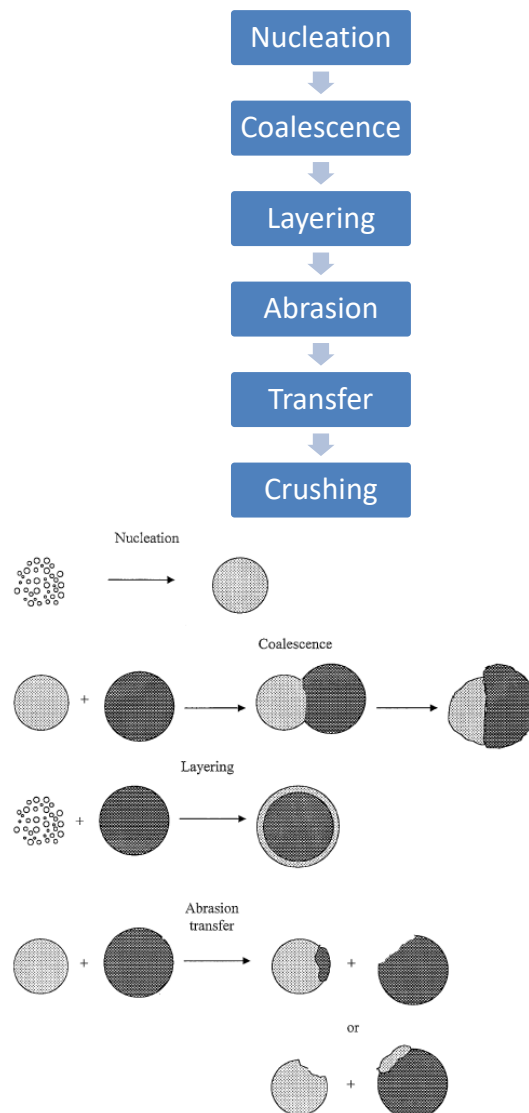 Nucleation
Coalescence
Layering
Abrasion
Transfer
Crushing
Nucleation
Coalescence
+
Layering
+
Abrasion
transfer
+
+
or
+